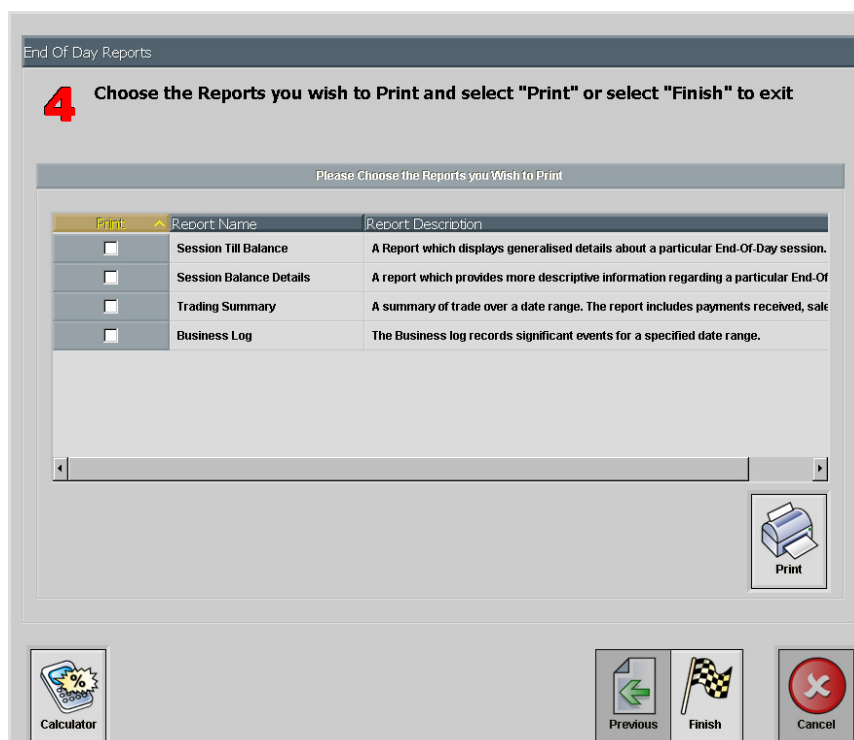 End Of Day Reports
4 Choose the Reports you wish to Print and select "Print" or select "Finish" to exit
Please Choose the Reports you Wish to Print
Print Report Name Report Description
Session Till Balance A Report which displays generalised details about a particular End-Of-Day session.
Session Balance Details A report which provides more descriptive information regarding a particular End-Of
Trading Summary A summary of trade over a date range. The report includes payments received, sale
Business Log The Business log records significant events for a specified date range.
Print
%
Calculator Previous Finish Cancel